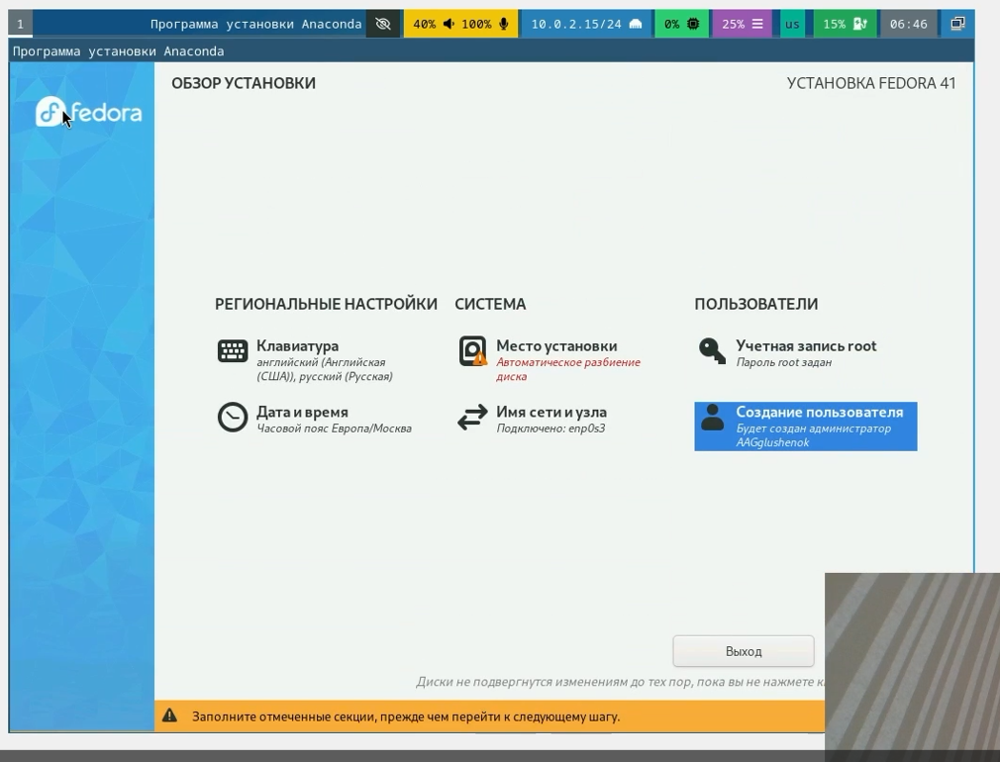 1 Программа установки Anaconda 40% 100% 10.0.2.15/24 0% 25% us 15% 06:46
Программа установки Anaconda
fedora
ОБЗОР УСТАНОВКИ УСТАНОВКА FEDORA 41
РЕГИОНАЛЬНЫЕ НАСТРОЙКИ
Клавиатура
английский (Английская
(США)), русский (Русская)
Дата и время
Часовой пояс Европа/Москва
СИСТЕМА
Место установки
Автоматическое разбиение
диска
Имя сети и узла
Подключено: enp0s3
ПОЛЬЗОВАТЕЛИ
Учетная запись root
Пароль root задан
Создание пользователя
Будет создан администратор
AAGglushenok
Выход
Диски не подвергнутся изменениям до тех пор, пока вы не нажмете
Заполните отмеченные секции, прежде чем перейти к следующему шагу.